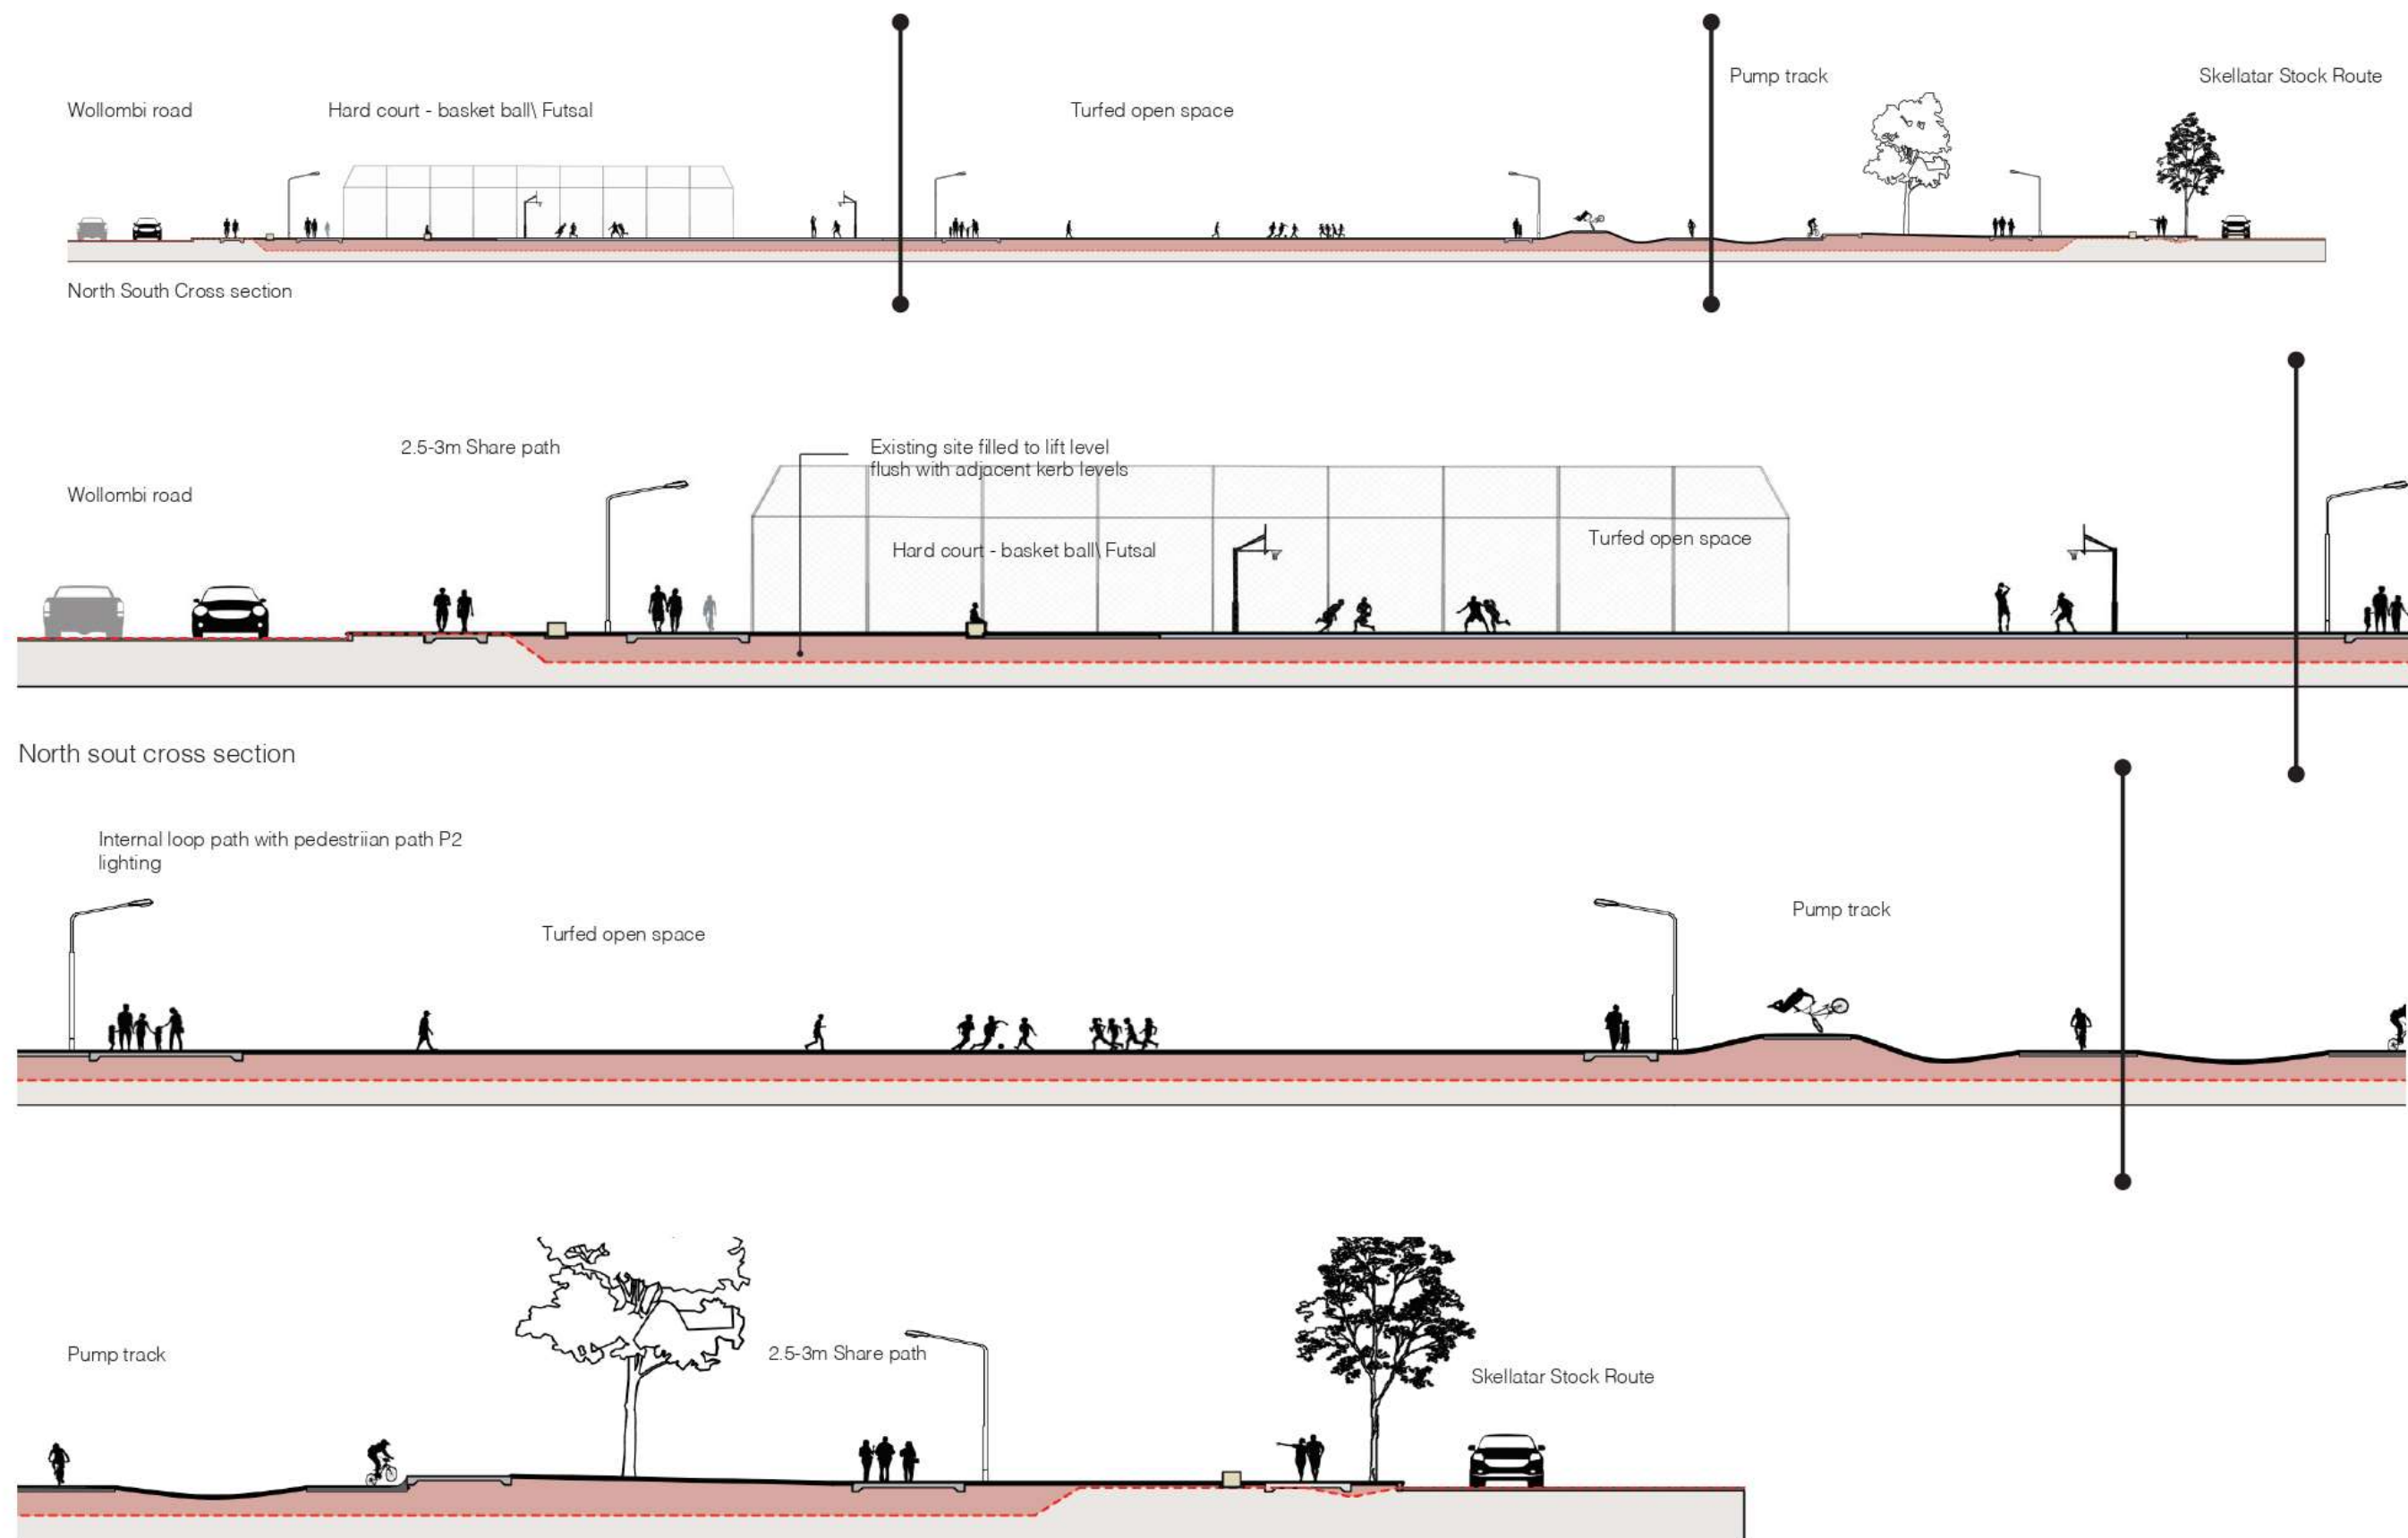 Pump track
Skellatar Stock Route
Wollombi road
Hard court - basket ball\ Futsal
Turfed open space
North South Cross section
2.5-3m Share path
Existing site filled to lift level
flush with adjacent kerb levels
Wollombi road
Hard court - basket ball\ Futsal
Turfed open space
North sout cross section
Internal loop path with pedestriian path P2
lighting
Turfed open space
Pump track
Pump track
2.5-3m Share path
Skellatar Stock Route